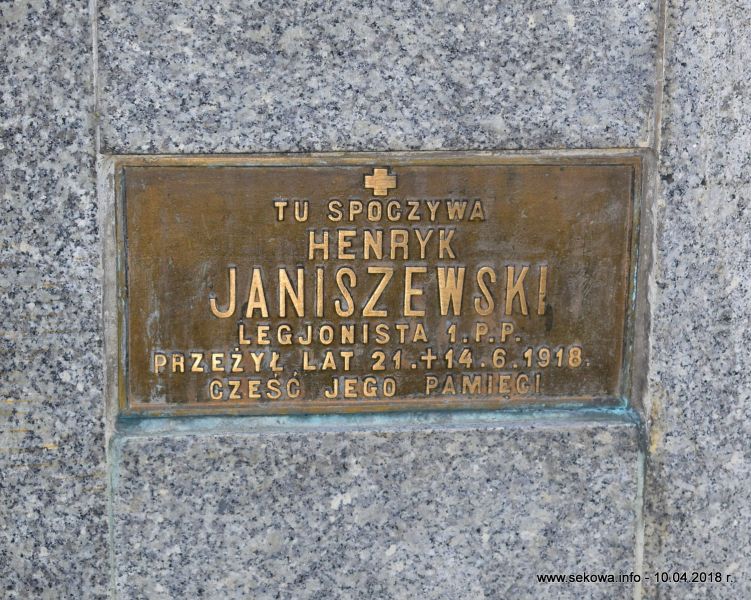 TU SPOCZYWA
HENRYK
JANISZEWSKI
LEGJONISTA 1.P.P.
PRZEŻYŁ LAT 21.+14.6.1918.
CZEŚĆ JEGO PAMIĘCI
www.sekowa.info - 10.04.2018 r.